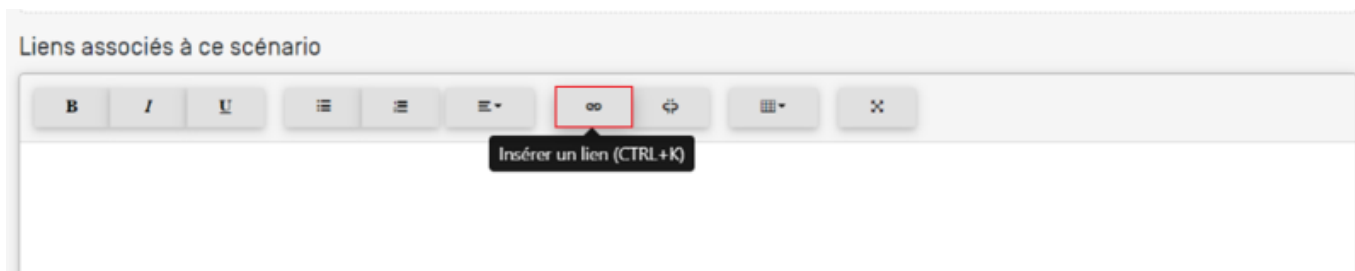 Liens associés à ce scénario
B I U
Insérer un lien (CTRL+K)